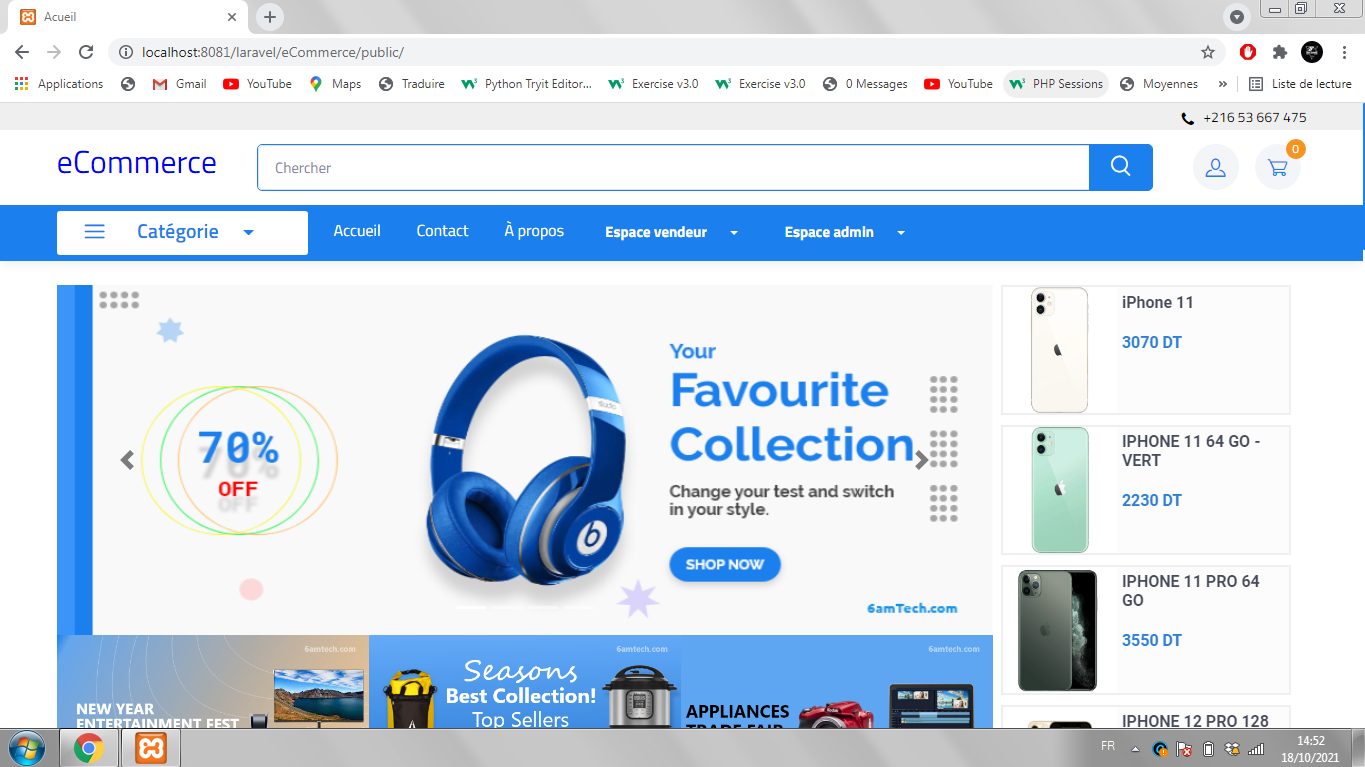 Acueil
localhost:8081/laravel/eCommerce/public/
Applications
Gmail
YouTube
Maps
Traduire
Python Tryit Editor...
Exercise v3.0
Exercise v3.0
0 Messages
YouTube
PHP Sessions
Moyennes
»
Liste de lecture
+216 53 667 475
eCommerce
Chercher
0
Catégorie
Accueil
Contact
À propos
Espace vendeur
Espace admin
70%
OFF
studio
b
Your
Favourite
Collection
Change your test and switch
in your style.
SHOP NOW
6amTech.com
iPhone 11
3070 DT
IPHONE 11 64 GO -
VERT
2230 DT
IPHONE 11 PRO 64
GO
3550 DT
IPHONE 12 PRO 128
6amtech.com
NEW YEAR
ENTERTAINMENT FEST
6amtech.com
Seasons
Best Collection!
Top Sellers
6amtech.com
APPLIANCES
TRADE FAIR
FR
14:52
18/10/2021